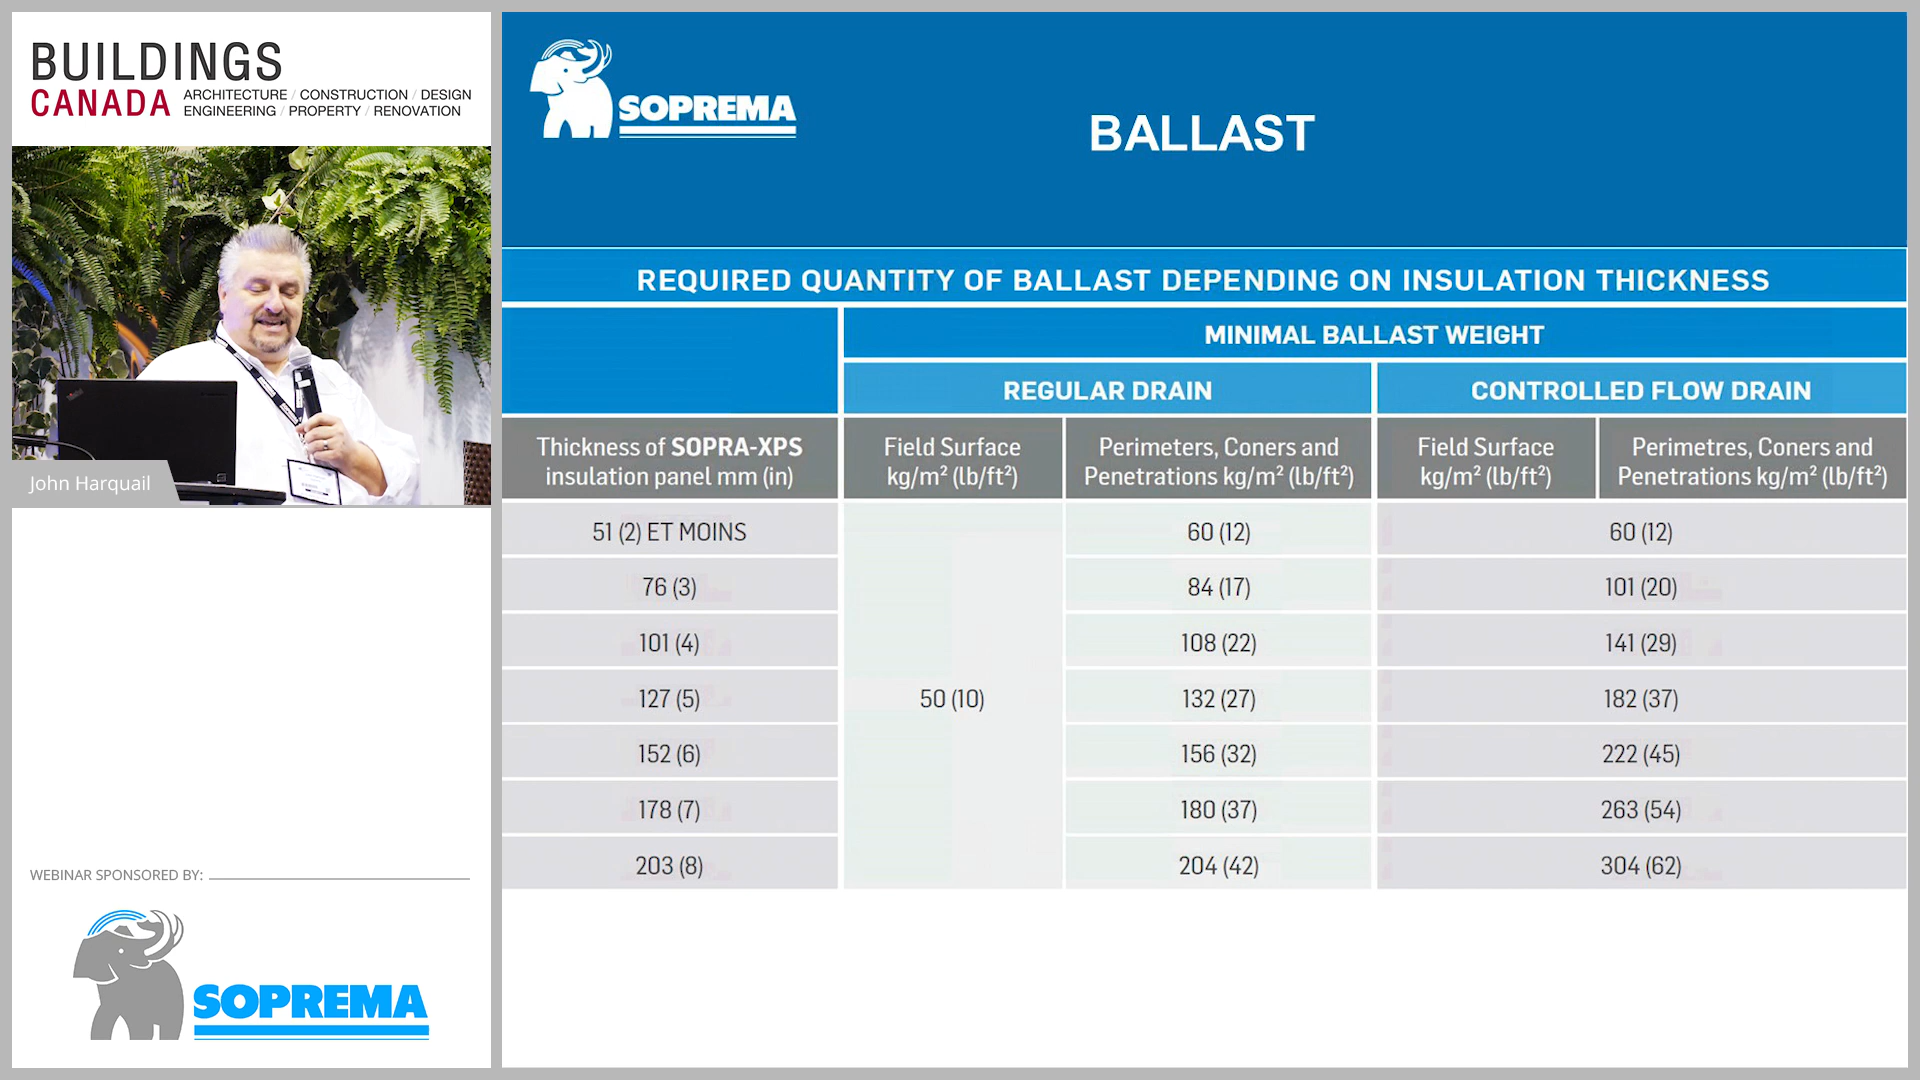 BUILDINGS
CANADA ARCHITECTURE / CONSTRUCTION / DESIGN
ENGINEERING / PROPERTY / RENOVATION
John Harquail
WEBINAR SPONSORED BY:
SOPREMA
SOPREMA
BALLAST
REQUIRED QUANTITY OF BALLAST DEPENDING ON INSULATION THICKNESS
MINIMAL BALLAST WEIGHT
REGULAR DRAIN
CONTROLLED FLOW DRAIN
Thickness of SOPRA-XPS
insulation panel mm (in)
Field Surface
kg/m² (lb/ft²)
Perimeters, Coners and
Penetrations kg/m² (lb/ft²)
Field Surface
kg/m² (lb/ft²)
Perimetres, Coners and
Penetrations kg/m² (lb/ft²)
51 (2) ET MOINS 60 (12) 60 (12)
76 (3) 84 (17) 101 (20)
101 (4) 108 (22) 141 (29)
127 (5) 50 (10) 132 (27) 182 (37)
152 (6) 156 (32) 222 (45)
178 (7) 180 (37) 263 (54)
203 (8) 204 (42) 304 (62)